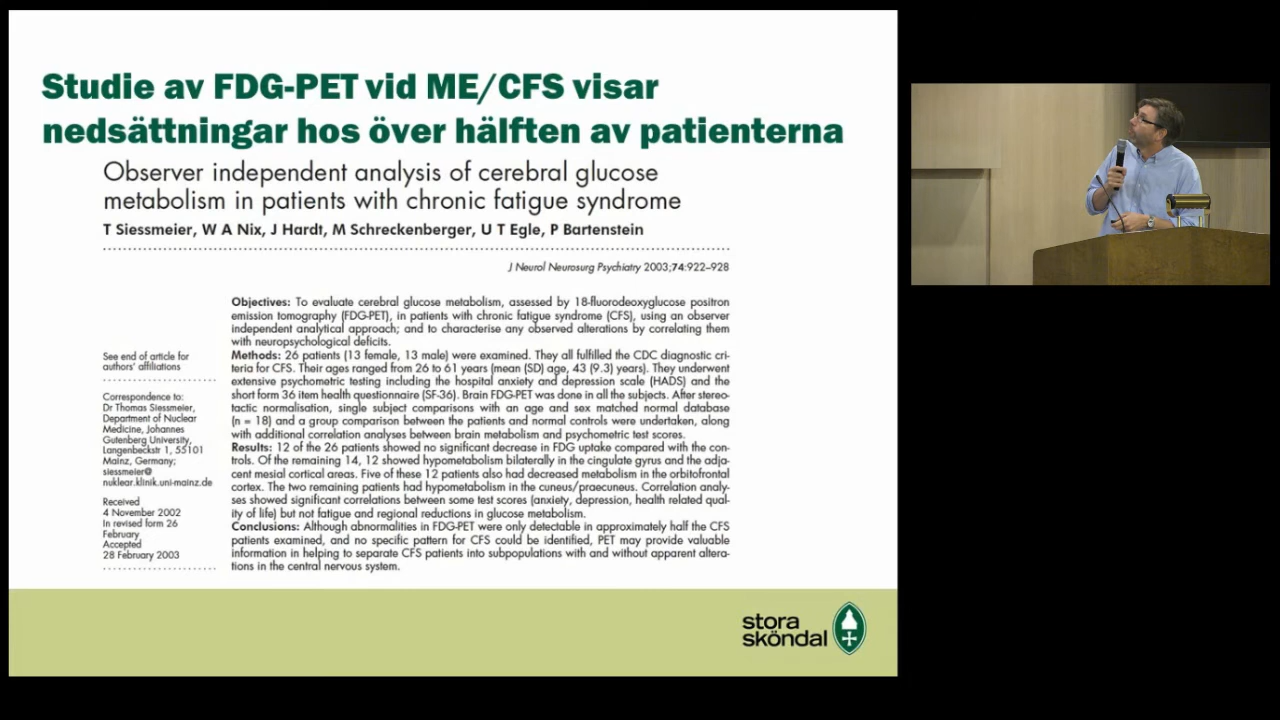 Studie av FDG-PET vid ME/CFS visar
nedsättningar hos över hälften av patienterna
Observer independent analysis of cerebral glucose
metabolism in patients with chronic fatigue syndrome
T Siessmeier, W A Nix, J Hardt, M Schreckenberger, U T Egle, P Bartenstein
J Neurol Neurosurg Psychiatry 2003;74:922–928
See end of article for
authors' affiliations
Correspondence to:
Dr Thomas Siessmeier,
Department of Nuclear
Medicine, Johannes
Gutenberg University,
Langenbeckstr 1, 55101
Mainz, Germany;
siessmeier@
nuklear.klinik.uni-mainz.de
Received
4 November 2002
In revised form 26
February
Accepted
28 February 2003
Objectives: To evaluate cerebral glucose metabolism, assessed by 18-fluorodeoxyglucose positron
emission tomography (FDG-PET), in patients with chronic fatigue syndrome (CFS), using an observer
independent analytical approach; and to characterise any observed alterations by correlating them
with neuropsychological deficits.
Methods: 26 patients (13 female, 13 male) were examined. They all fulfilled the CDC diagnostic cri-
teria for CFS. Their ages ranged from 26 to 61 years (mean (SD) age, 43 (9.3) years). They underwent
extensive psychometric testing including the hospital anxiety and depression scale (HADS) and the
short form 36 item health questionnaire (SF-36). Brain FDG-PET was done in all the subjects. After stereo-
tactic normalisation, single subject comparisons with an age and sex matched normal database
(n = 18) and a group comparison between the patients and normal controls were undertaken, along
with additional correlation analyses between brain metabolism and psychometric test scores.
Results: 12 of the 26 patients showed no significant decrease in FDG uptake compared with the con-
trols. Of the remaining 14, 12 showed hypometabolism bilaterally in the cingulate gyrus and the adja-
cent mesial cortical areas. Five of these 12 patients also had decreased metabolism in the orbitofrontal
cortex. The two remaining patients had hypometabolism in the cuneus/praecuneus. Correlation analy-
ses showed significant correlations between some test scores (anxiety, depression, health related qual-
ity of life) but not fatigue and regional reductions in glucose metabolism.
Conclusions: Although abnormalities in FDG-PET were only detectable in approximately half the CFS
patients examined, and no specific pattern for CFS could be identified, PET may provide valuable
information in helping to separate CFS patients into subpopulations with and without apparent altera-
tions in the central nervous system.
stora
sköndal